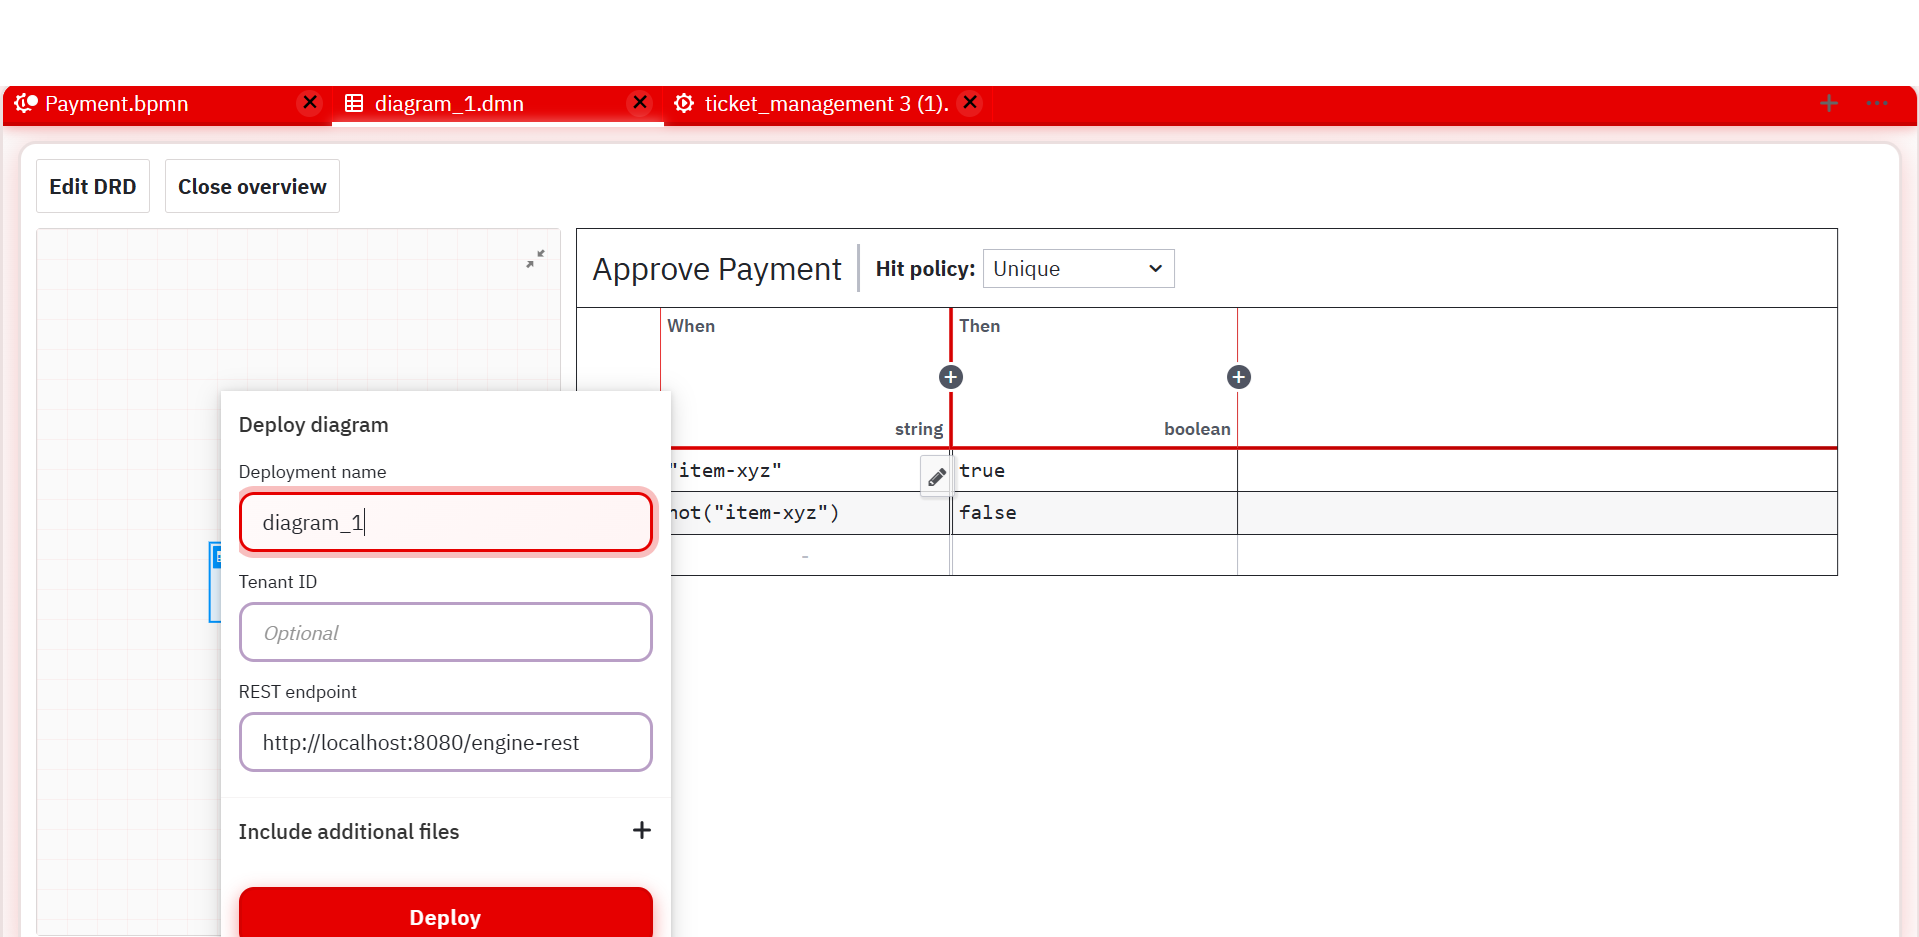 Payment.bpmn
diagram_1.dmn
ticket_management 3 (1).
Edit DRD
Close overview
Approve Payment
Hit policy:
Unique
When
Then
string
boolean
"item-xyz"
true
not("item-xyz")
false
-
Deploy diagram
Deployment name
diagram_1
Tenant ID
Optional
REST endpoint
http://localhost:8080/engine-rest
Include additional files
Deploy